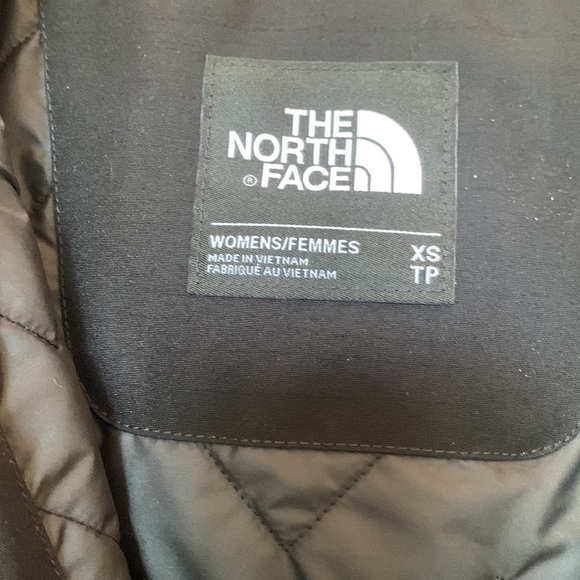 THE
NORTH
® FACE
WOMENS/FEMMES XS
MADE IN VIETNAM TP
FABRIQUÉ AU VIETNAM